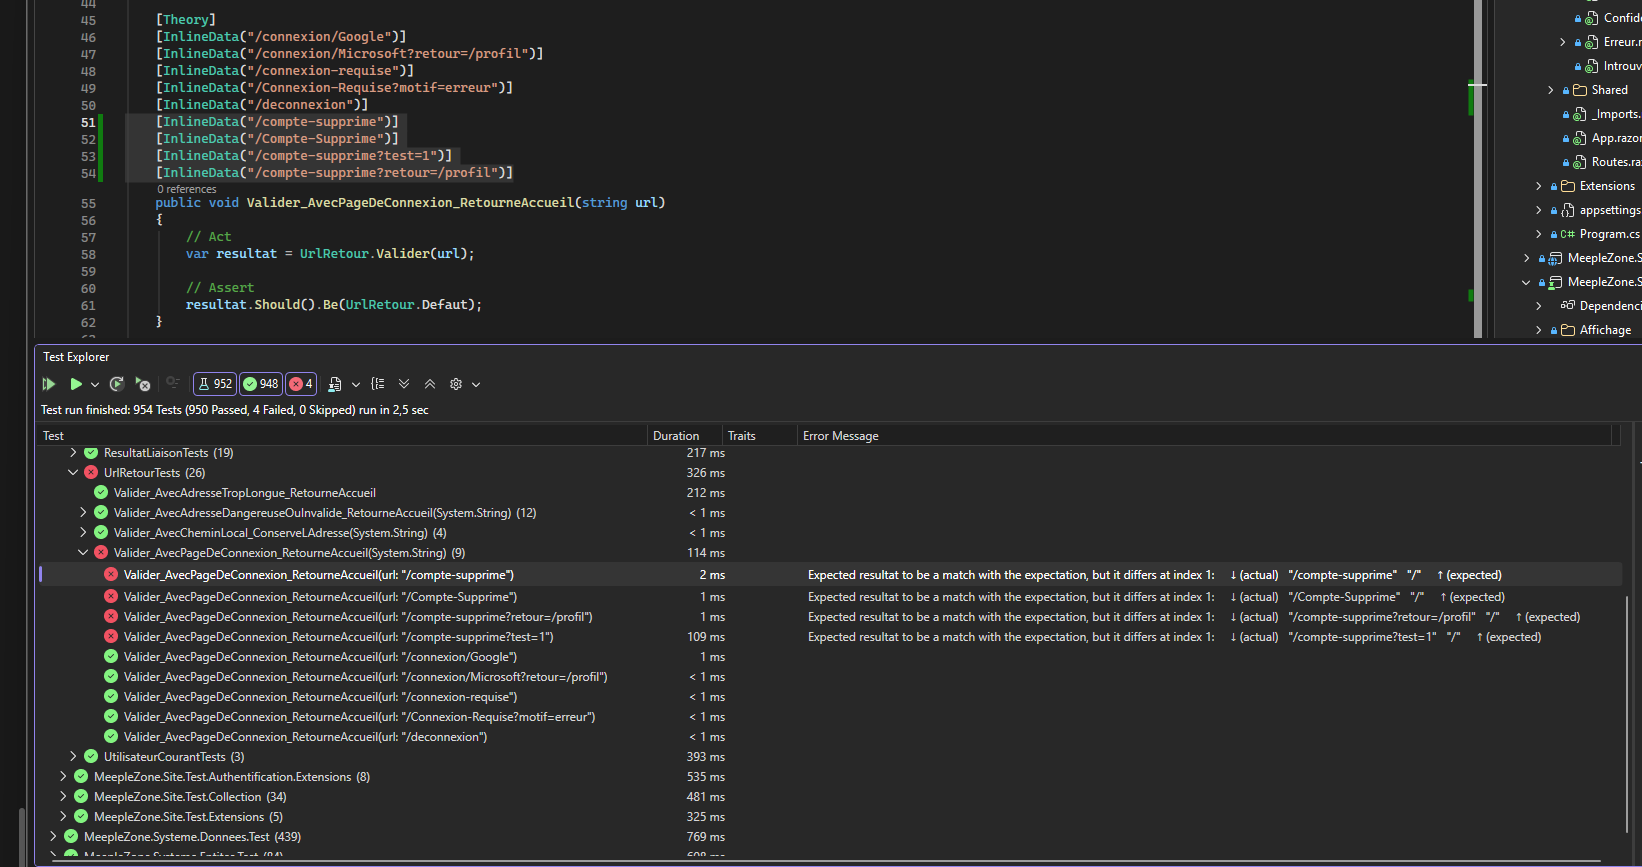 44
45 [Theory]
46 [InlineData("/connexion/Google")]
47 [InlineData("/connexion/Microsoft?retour=/profil")]
48 [InlineData("/connexion-requise")]
49 [InlineData("/Connexion-Requise?motif=erreur")]
50 [InlineData("/deconnexion")]
51 [InlineData("/compte-supprime")]
52 [InlineData("/Compte-Supprime")]
53 [InlineData("/compte-supprime?test=1")]
54 [InlineData("/compte-supprime?retour=/profil")]
0 references
55 public void Valider_AvecPageDeConnexion_RetourneAccueil(string url)
56 {
57 // Act
58 var resultat = UrlRetour.Valider(url);
59
60 // Assert
61 resultat.Should().Be(UrlRetour.Defaut);
62 }
Confid
Erreur.r
Introuv
Shared
_Imports.
App.razor
Routes.ra
Extensions
appsettings
C# Program.cs
MeepleZone.S
MeepleZone.S
Dependenci
Affichage
Test Explorer
952 948 4
Test run finished: 954 Tests (950 Passed, 4 Failed, 0 Skipped) run in 2,5 sec
Test Duration Traits Error Message
ResultatLiaisonTests (19) 217 ms
UrlRetourTests (26) 326 ms
Valider_AvecAdresseTropLongue_RetourneAccueil 212 ms
Valider_AvecAdresseDangereuseOuInvalide_RetourneAccueil(System.String) (12) < 1 ms
Valider_AvecCheminLocal_ConserveLAdresse(System.String) (4) < 1 ms
Valider_AvecPageDeConnexion_RetourneAccueil(System.String) (9) 114 ms
Valider_AvecPageDeConnexion_RetourneAccueil(url: "/compte-supprime") 2 ms Expected resultat to be a match with the expectation, but it differs at index 1: ↓ (actual) "/compte-supprime" "/" ↑ (expected)
Valider_AvecPageDeConnexion_RetourneAccueil(url: "/Compte-Supprime") 1 ms Expected resultat to be a match with the expectation, but it differs at index 1: ↓ (actual) "/Compte-Supprime" "/" ↑ (expected)
Valider_AvecPageDeConnexion_RetourneAccueil(url: "/compte-supprime?retour=/profil") 1 ms Expected resultat to be a match with the expectation, but it differs at index 1: ↓ (actual) "/compte-supprime?retour=/profil" "/" ↑ (expected)
Valider_AvecPageDeConnexion_RetourneAccueil(url: "/compte-supprime?test=1") 109 ms Expected resultat to be a match with the expectation, but it differs at index 1: ↓ (actual) "/compte-supprime?test=1" "/" ↑ (expected)
Valider_AvecPageDeConnexion_RetourneAccueil(url: "/connexion/Google") 1 ms
Valider_AvecPageDeConnexion_RetourneAccueil(url: "/connexion/Microsoft?retour=/profil") < 1 ms
Valider_AvecPageDeConnexion_RetourneAccueil(url: "/connexion-requise") < 1 ms
Valider_AvecPageDeConnexion_RetourneAccueil(url: "/Connexion-Requise?motif=erreur") < 1 ms
Valider_AvecPageDeConnexion_RetourneAccueil(url: "/deconnexion") < 1 ms
UtilisateurCourantTests (3) 393 ms
MeepleZone.Site.Test.Authentification.Extensions (8) 535 ms
MeepleZone.Site.Test.Collection (34) 481 ms
MeepleZone.Site.Test.Extensions (5) 325 ms
MeepleZone.Systeme.Donnees.Test (439) 769 ms